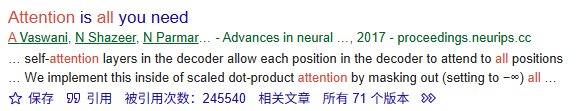 Attention is all you need
A Vaswani, N Shazeer, N Parmar… - Advances in neural …, 2017 - proceedings.neurips.cc
… self-attention layers in the decoder allow each position in the decoder to attend to all positions
… We implement this inside of scaled dot-product attention by masking out (setting to −∞) all …
保存 引用 被引用次数：245540 相关文章 所有 71 个版本